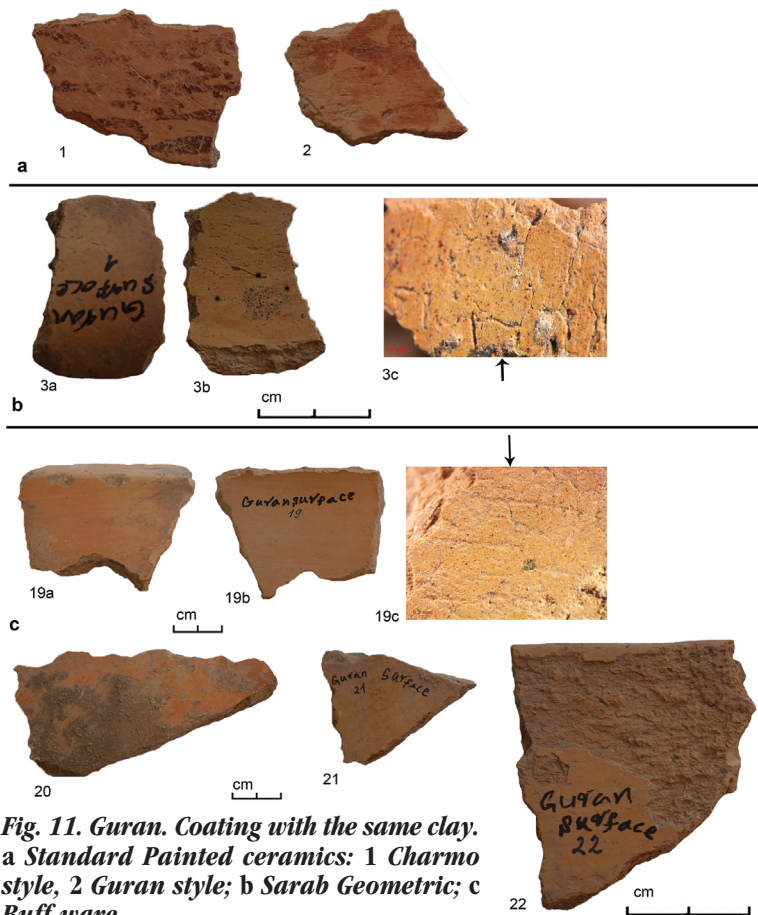 1
2
a
Guran
Surface
1
3a
3b
3c
cm
b
Guran surface
19
19a
19b
19c
cm
c
Guran Surface
21
20
21
cm
Guran
Surface
22
22
cm
Fig. 11. Guran. Coating with the same clay.
a Standard Painted ceramics: 1 Charmo
style, 2 Guran style; b Sarab Geometric; c
Buff ware